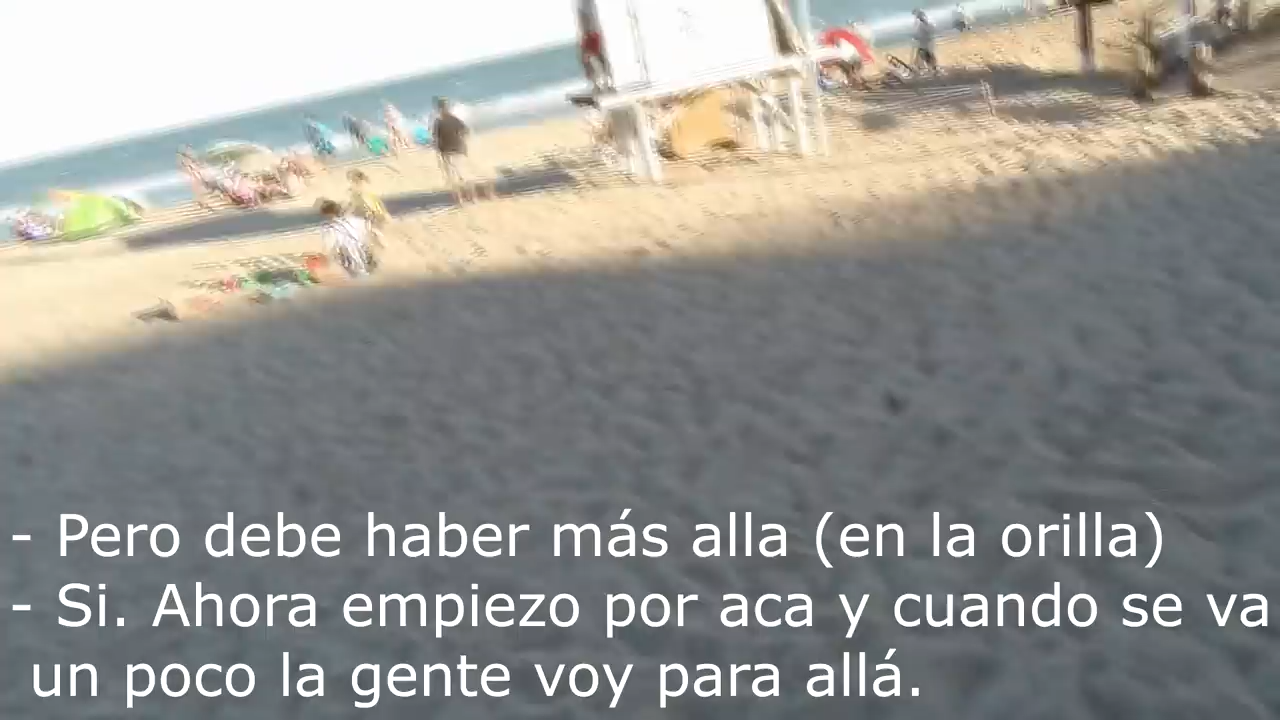 - Pero debe haber más alla (en la orilla)
- Si. Ahora empiezo por aca y cuando se va
un poco la gente voy para allá.